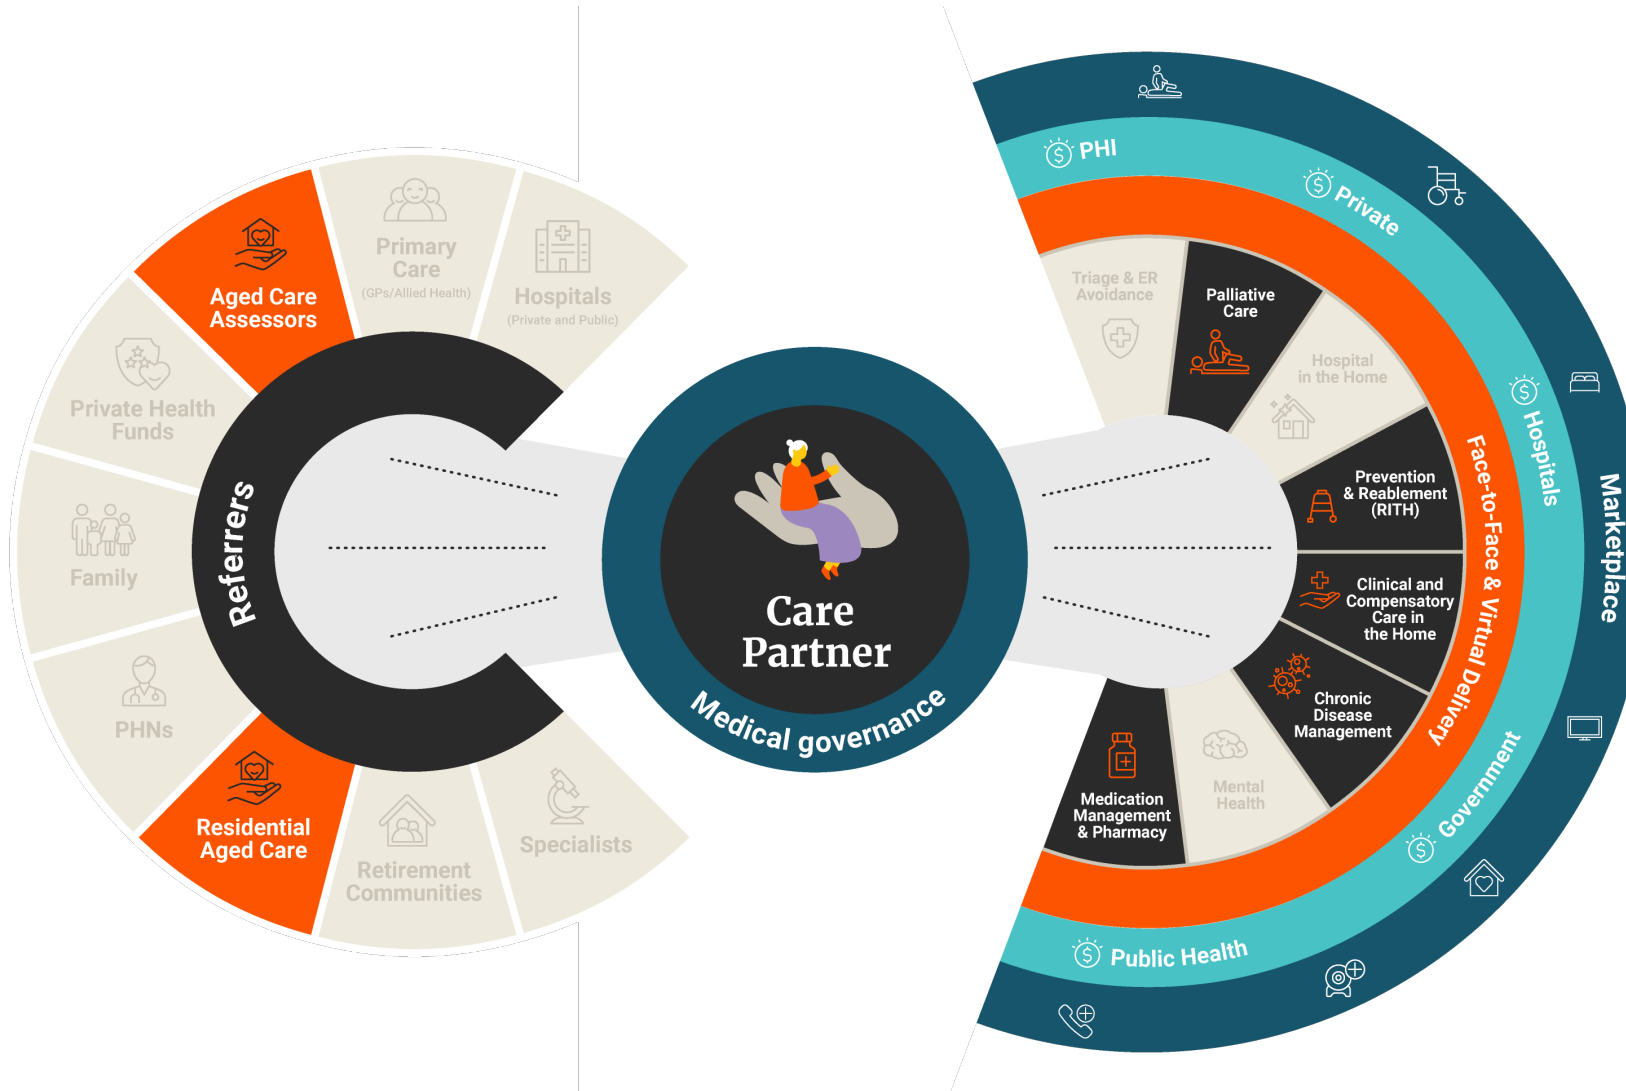 Aged Care
Assessors
Primary
Care
(GPs/Allied Health)
Hospitals
(Private and Public)
Private Health
Funds
Family
PHNs
Residential
Aged Care
Retirement
Communities
Specialists
Referrers
Care
Partner
Medical governance
Triage & ER
Avoidance
Palliative
Care
Hospital
in the Home
Prevention
& Reablement
(RITH)
Clinical and
Compensatory
Care in
the Home
Chronic
Disease
Management
Mental
Health
Medication
Management
& Pharmacy
Face-to-Face & Virtual Delivery
$ PHI
$ Private
$ Hospitals
$ Government
$ Public Health
Marketplace